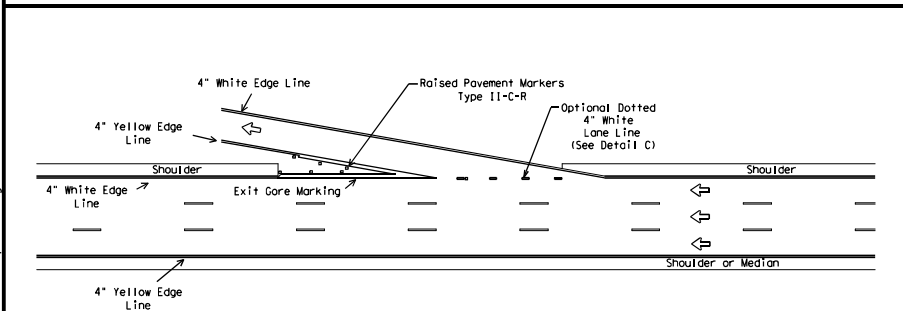 4" White Edge Line
Raised Pavement Markers
Type II-C-R
Optional Dotted
4" White
Lane Line
(See Detail C)
4" Yellow Edge
Line
Shoulder
Shoulder
4" White Edge
Line
Exit Gore Marking
Shoulder or Median
4" Yellow Edge
Line